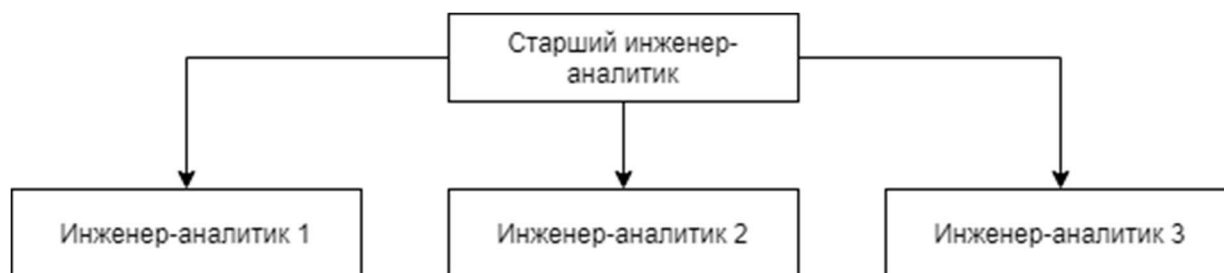 Старший инженер-
аналитик
Инженер-аналитик 1
Инженер-аналитик 2
Инженер-аналитик 3